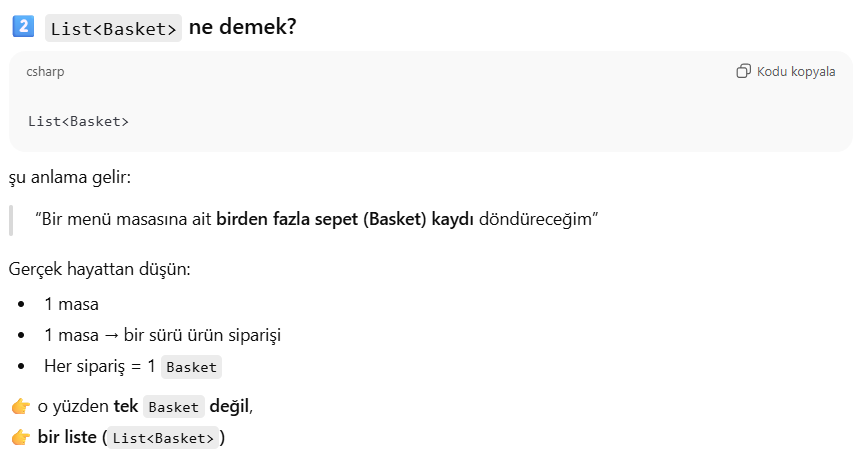 2 List<Basket> ne demek?
csharp
Kodu kopyala
List<Basket>
şu anlama gelir:
“Bir menü masasına ait birden fazla sepet (Basket) kaydı döndüreceğim”
Gerçek hayattan düşün:
• 1 masa
• 1 masa → bir sürü ürün siparişi
• Her sipariş = 1 Basket
👉 o yüzden tek Basket değil,
👉 bir liste (List<Basket>)